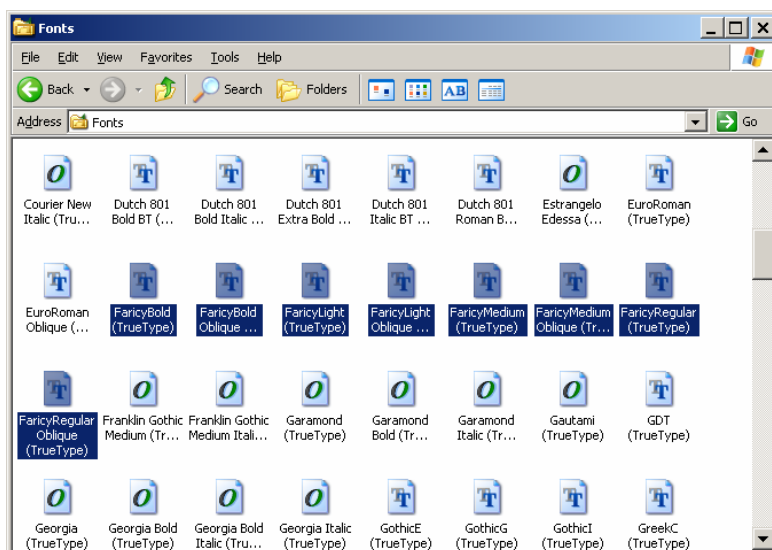 Fonts
File Edit View Favorites Tools Help
Back Search Folders AB
Address Fonts Go
Courier New Italic (Tru...
Dutch 801 Bold BT (...
Dutch 801 Bold Italic ...
Dutch 801 Extra Bold ...
Dutch 801 Italic BT ...
Dutch 801 Roman B...
Estrangelo Edessa (...
EuroRoman (TrueType)
EuroRoman Oblique (...
FaricyBold (TrueType)
FaricyBold Oblique ...
FaricyLight (TrueType)
FaricyLight Oblique ...
FaricyMedium (TrueType)
FaricyMedium Oblique (Tr...
FaricyRegular (TrueType)
FaricyRegular Oblique (TrueType)
Franklin Gothic Medium (Tr...
Franklin Gothic Medium Itali...
Garamond (TrueType)
Garamond Bold (Tr...
Garamond Italic (Tr...
Gautami (TrueType)
GDT (TrueType)
Georgia (TrueType)
Georgia Bold (TrueType)
Georgia Bold Italic (Tru...
Georgia Italic (TrueType)
GothicE (TrueType)
GothicG (TrueType)
GothicI (TrueType)
GreekC (TrueType)